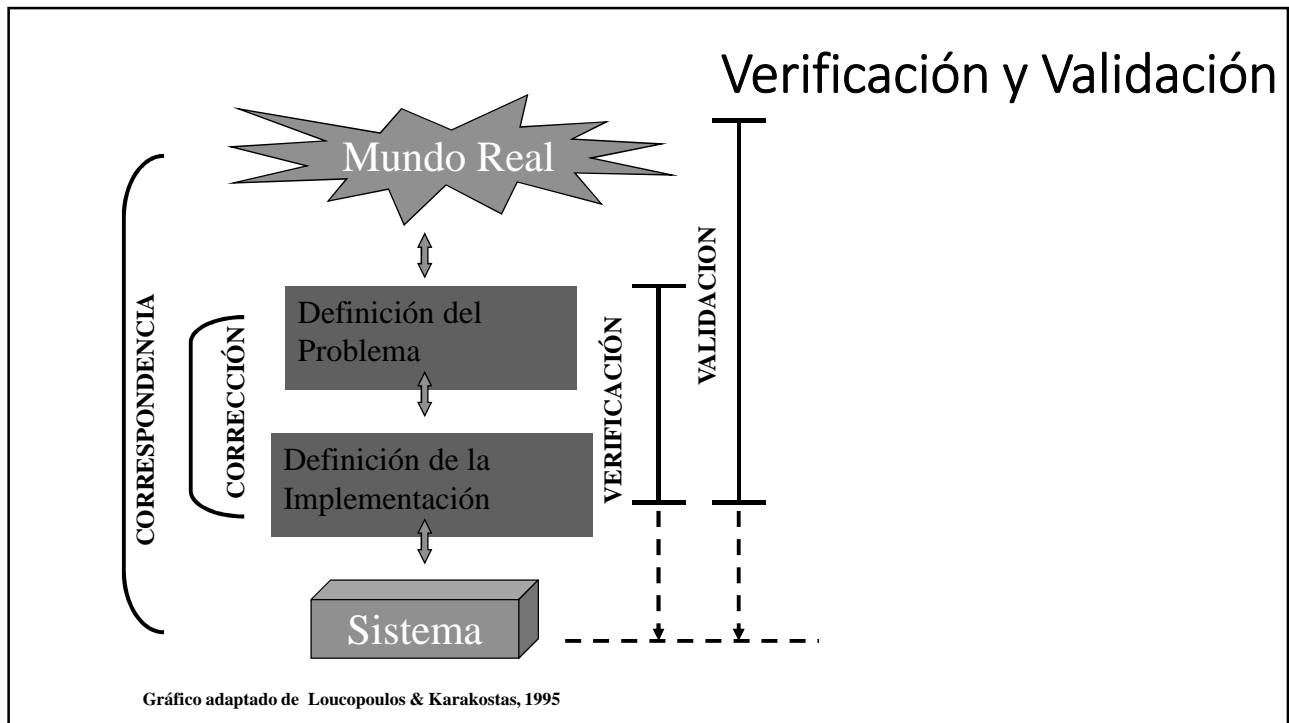 Verificación y Validación
Mundo Real
Definición del
Problema
Definición de la
Implementación
Sistema
CORRESPONDENCIA
CORRECCIÓN
VERIFICACIÓN
VALIDACION
Gráfico adaptado de Loucopoulos & Karakostas, 1995